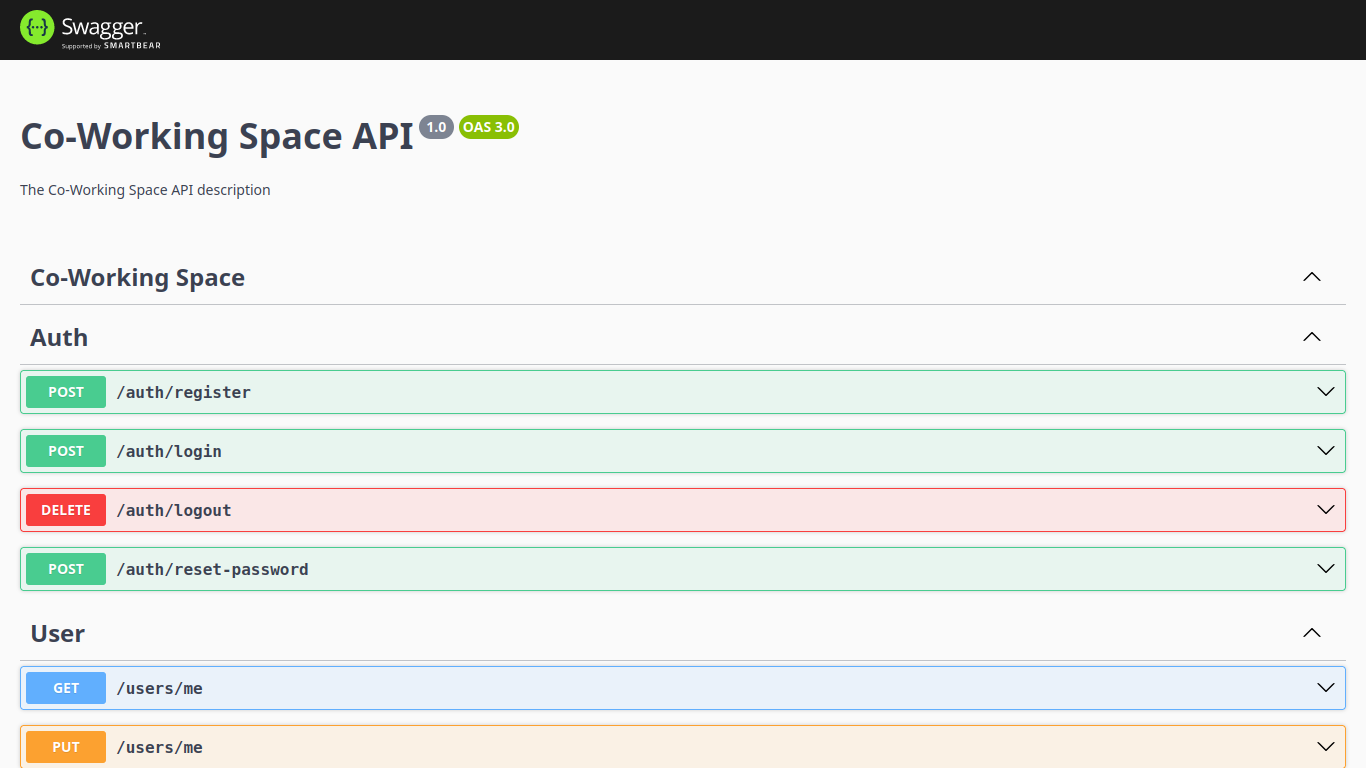 {···} Swagger
Supported by SMARTBEAR
Co-Working Space API 1.0 OAS 3.0
The Co-Working Space API description
Co-Working Space
Auth
POST /auth/register
POST /auth/login
DELETE /auth/logout
POST /auth/reset-password
User
GET /users/me
PUT /users/me